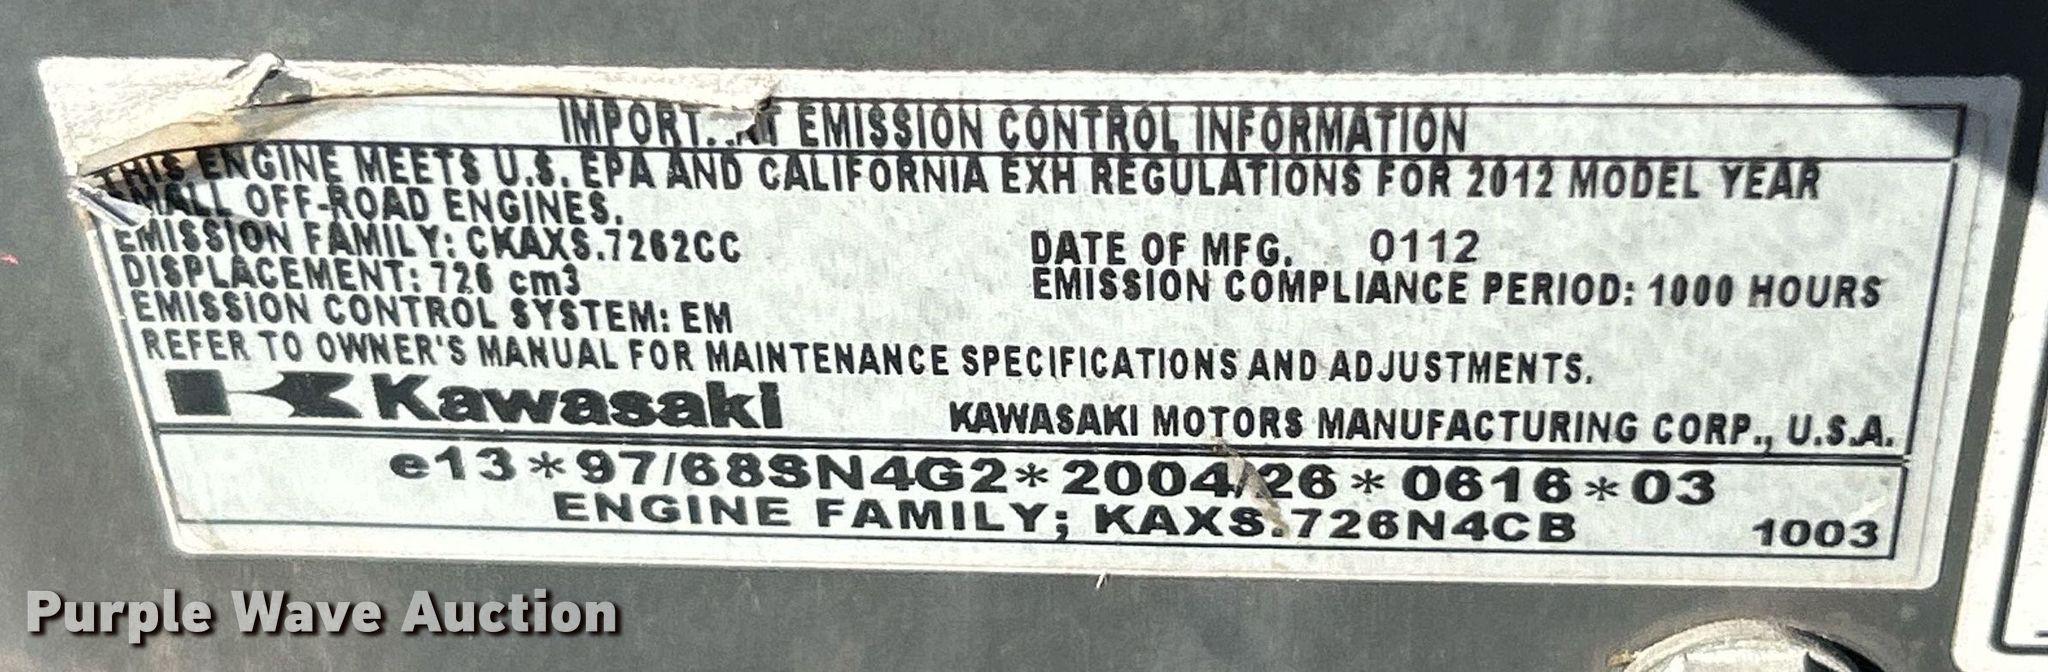 IMPORT..NT EMISSION CONTROL INFORMATION
THIS ENGINE MEETS U.S. EPA AND CALIFORNIA EXH REGULATIONS FOR 2012 MODEL YEAR
SMALL OFF-ROAD ENGINES.
EMISSION FAMILY: CKAXS.7262CC DATE OF MFG. 0112
DISPLACEMENT: 726 cm3 EMISSION COMPLIANCE PERIOD: 1000 HOURS
EMISSION CONTROL SYSTEM: EM
REFER TO OWNER'S MANUAL FOR MAINTENANCE SPECIFICATIONS AND ADJUSTMENTS.
Kawasaki KAWASAKI MOTORS MANUFACTURING CORP., U.S.A.
e13*97/68SN4G2*2004/26*0616*03
ENGINE FAMILY; KAXS.726N4CB 1003
Purple Wave Auction